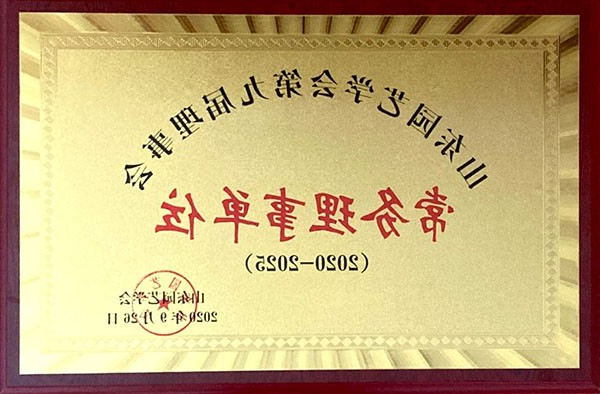 山东园艺学会第九届理事会
常务理事单位
（2020—2025）
山东园艺学会
2020年9月26日